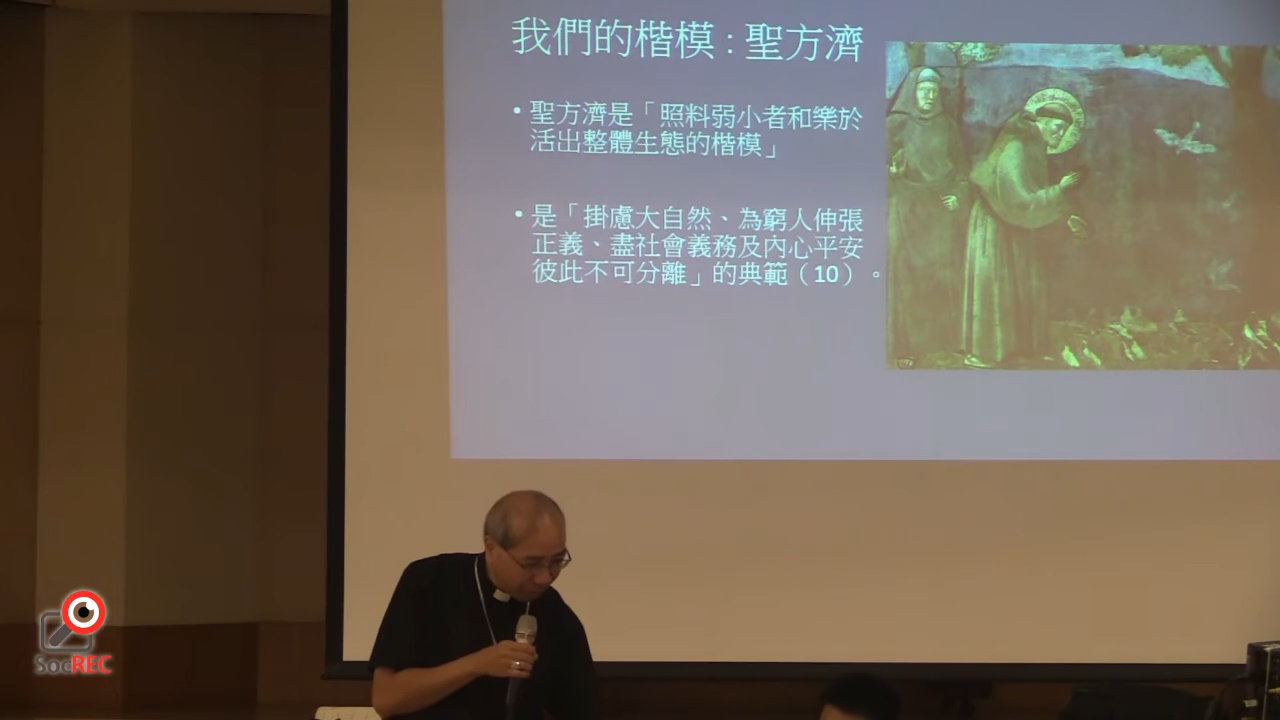 我們的楷模 : 聖方濟
• 聖方濟是「照料弱小者和樂於
活出整體生態的楷模」
• 是「掛慮大自然、為窮人伸張
正義、盡社會義務及內心平安
彼此不可分離」的典範（10）。
SocREC